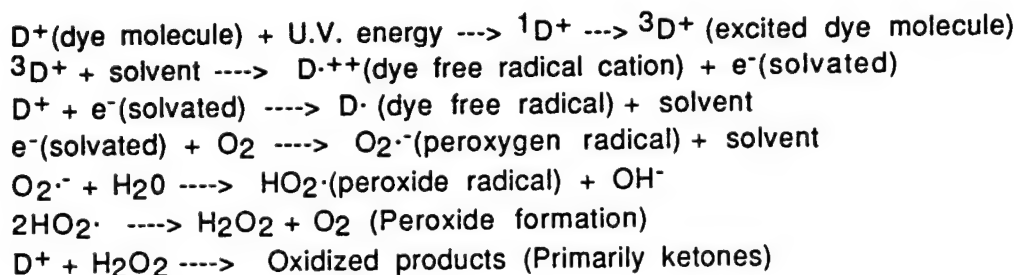 D⁺(dye molecule) + U.V. energy ---> ¹D⁺ ---> ³D⁺ (excited dye molecule)
³D⁺ + solvent ----> D·⁺⁺(dye free radical cation) + e⁻(solvated)
D⁺ + e⁻(solvated) ----> D· (dye free radical) + solvent
e⁻(solvated) + O₂ ----> O₂·⁻(peroxygen radical) + solvent
O₂·⁻ + H₂0 ----> HO₂·(peroxide radical) + OH⁻
2HO₂· ----> H₂O₂ + O₂ (Peroxide formation)
D⁺ + H₂O₂ ----> Oxidized products (Primarily ketones)